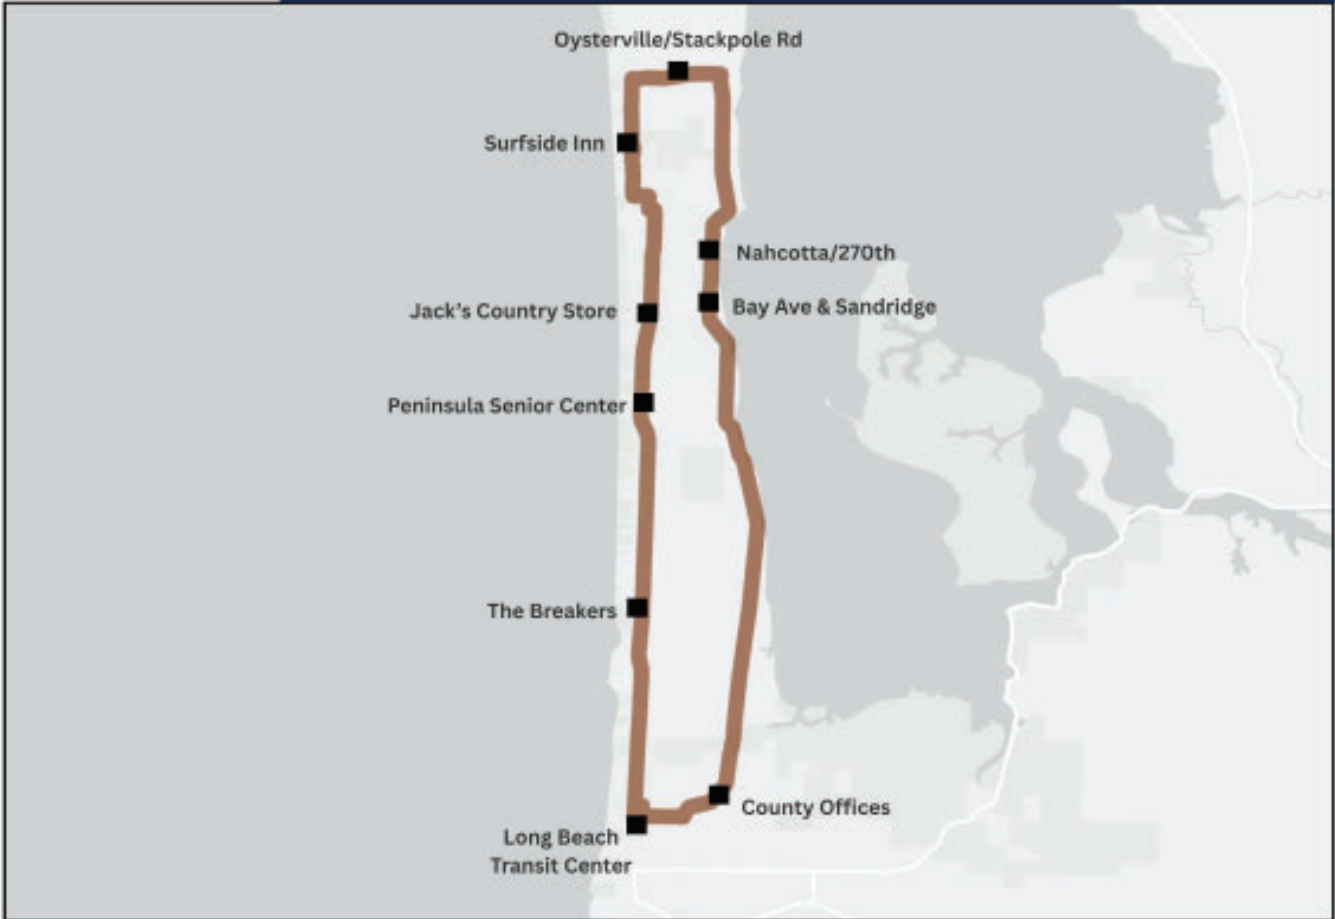 Oysterville/Stackpole Rd
Surfside Inn
Nahcotta/270th
Bay Ave & Sandridge
Jack's Country Store
Peninsula Senior Center
The Breakers
County Offices
Long Beach
Transit Center